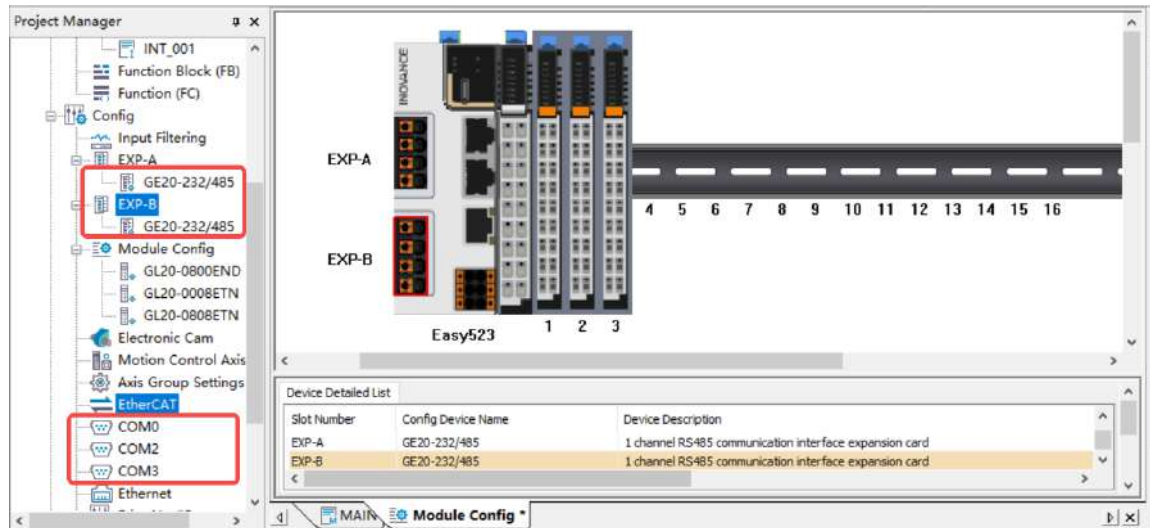 Project Manager
INT_001
Function Block (FB)
Function (FC)
Config
Input Filtering
EXP-A
GE20-232/485
EXP-B
GE20-232/485
Module Config
GL20-0800END
GL20-0008ETN
GL20-0808ETN
Electronic Cam
Motion Control Axis
Axis Group Settings
EtherCAT
COM0
COM2
COM3
Ethernet
INOVANCE
EXP-A
EXP-B
Easy523
1 2 3
4 5 6 7 8 9 10 11 12 13 14 15 16
Device Detailed List
Slot Number Config Device Name Device Description
EXP-A GE20-232/485 1 channel RS485 communication interface expansion card
EXP-B GE20-232/485 1 channel RS485 communication interface expansion card
MAIN Module Config *